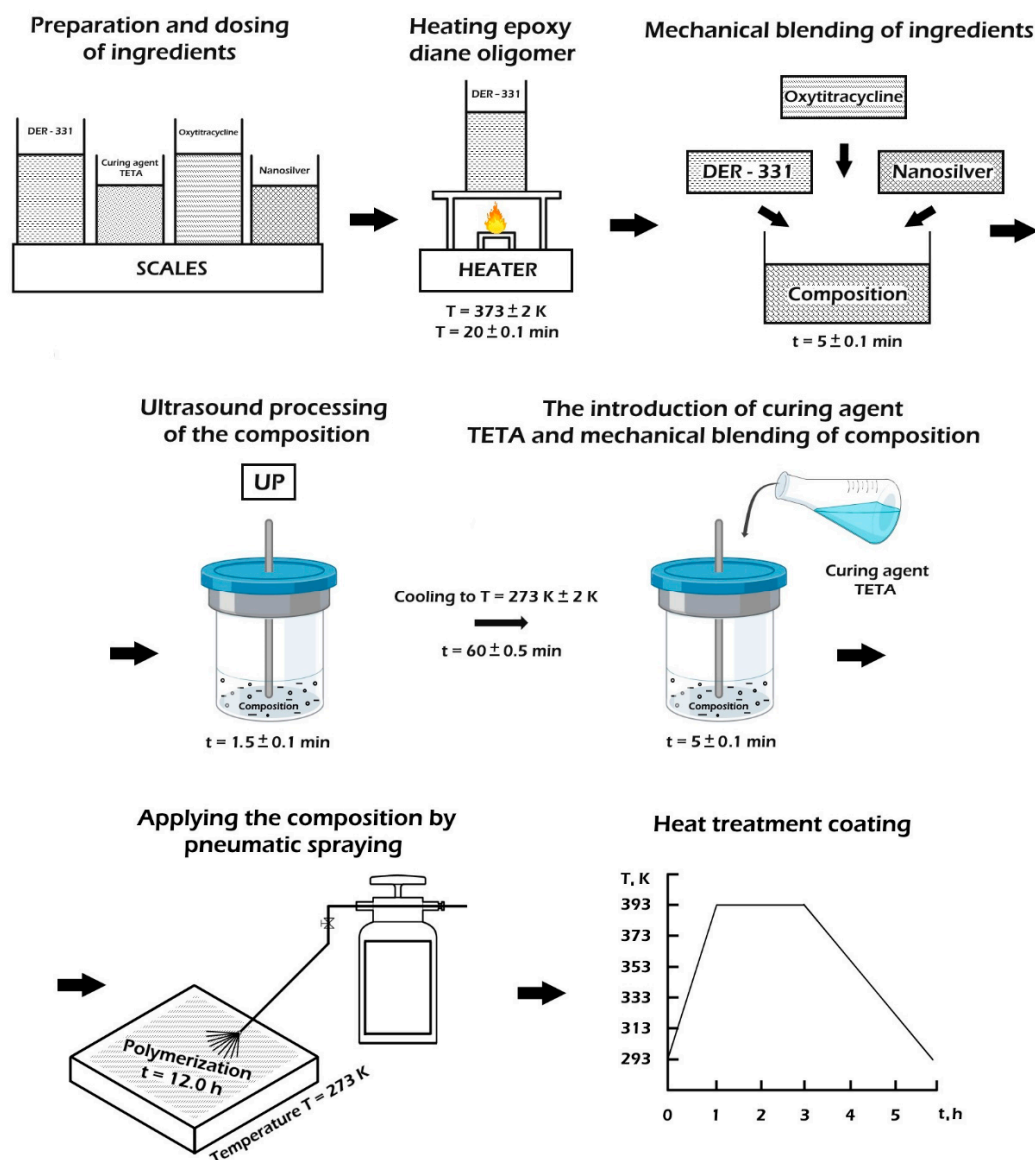 Preparation and dosing
of ingredients
DER - 331
Curing agent
TETA
Oxytitracycline
Nanosilver
SCALES
Heating epoxy
diane oligomer
DER - 331
HEATER
T = 373 ± 2 K
T = 20 ± 0.1 min
Mechanical blending of ingredients
Oxytitracycline
DER - 331
Nanosilver
Composition
t = 5 ± 0.1 min
Ultrasound processing
of the composition
UP
Composition
t = 1.5 ± 0.1 min
Cooling to T = 273 K ± 2 K
t = 60 ± 0.5 min
The introduction of curing agent
TETA and mechanical blending of composition
Curing agent
TETA
Composition
t = 5 ± 0.1 min
Applying the composition by
pneumatic spraying
Polymerization
t = 12.0 h
Temperature T = 273 K
Heat treatment coating
T, K
393
373
353
333
313
293
0 1 2 3 4 5 t, h